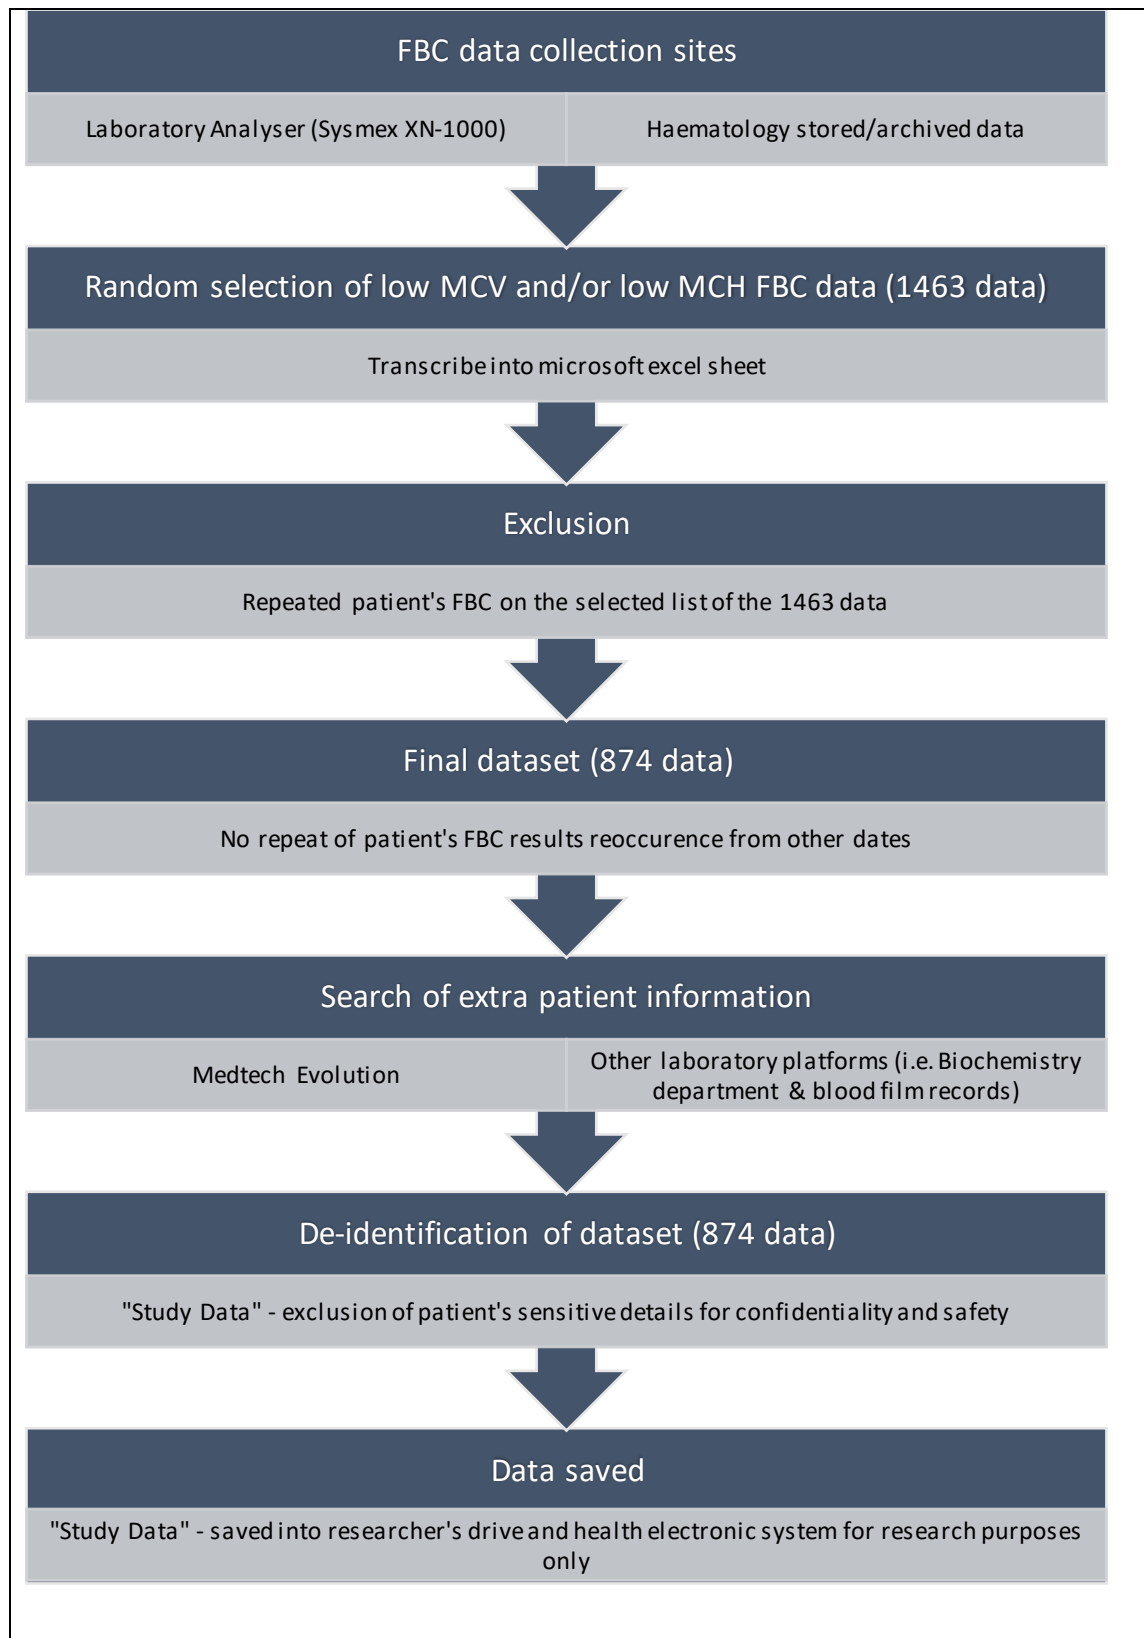 FBC data collection sites
Laboratory Analyser (Sysmex XN-1000)
Haematology stored/archived data
Random selection of low MCV and/or low MCH FBC data (1463 data)
Transcribe into microsoft excel sheet
Exclusion
Repeated patient's FBC on the selected list of the 1463 data
Final dataset (874 data)
No repeat of patient's FBC results reoccurence from other dates
Search of extra patient information
Medtech Evolution
Other laboratory platforms (i.e. Biochemistry
department & blood film records)
De-identification of dataset (874 data)
"Study Data" - exclusion of patient's sensitive details for confidentiality and safety
Data saved
"Study Data" - saved into researcher's drive and health electronic system for research purposes
only